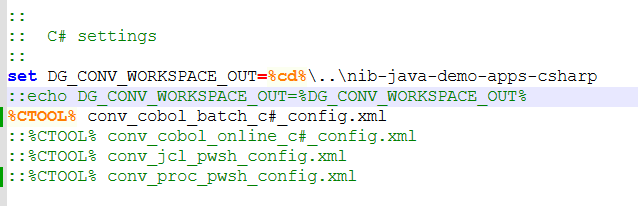 ::
::  C# settings
::
set DG_CONV_WORKSPACE_OUT=%cd%\..\nib-java-demo-apps-csharp
::echo DG_CONV_WORKSPACE_OUT=%DG_CONV_WORKSPACE_OUT%
%CTOOL% conv_cobol_batch_c#_config.xml
::%CTOOL% conv_cobol_online_c#_config.xml
::%CTOOL% conv_jcl_pwsh_config.xml
::%CTOOL% conv_proc_pwsh_config.xml